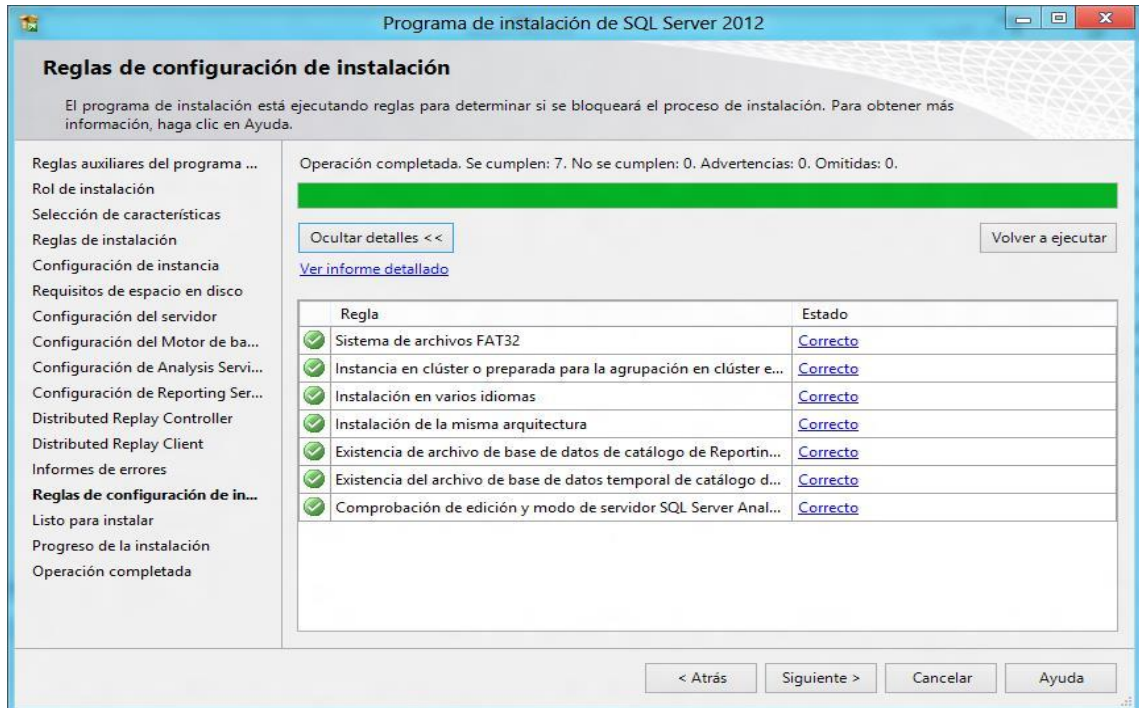 Programa de instalación de SQL Server 2012
Reglas de configuración de instalación
El programa de instalación está ejecutando reglas para determinar si se bloqueará el proceso de instalación. Para obtener más
información, haga clic en Ayuda.
Reglas auxiliares del programa ...
Rol de instalación
Selección de características
Reglas de instalación
Configuración de instancia
Requisitos de espacio en disco
Configuración del servidor
Configuración del Motor de ba...
Configuración de Analysis Servi...
Configuración de Reporting Ser...
Distributed Replay Controller
Distributed Replay Client
Informes de errores
Reglas de configuración de in...
Listo para instalar
Progreso de la instalación
Operación completada
Operación completada. Se cumplen: 7. No se cumplen: 0. Advertencias: 0. Omitidas: 0.
Ocultar detalles << Volver a ejecutar
Ver informe detallado
Regla Estado
Sistema de archivos FAT32 Correcto
Instancia en clúster o preparada para la agrupación en clúster e... Correcto
Instalación en varios idiomas Correcto
Instalación de la misma arquitectura Correcto
Existencia de archivo de base de datos de catálogo de Reportin... Correcto
Existencia del archivo de base de datos temporal de catálogo d... Correcto
Comprobación de edición y modo de servidor SQL Server Anal... Correcto
< Atrás Siguiente > Cancelar Ayuda